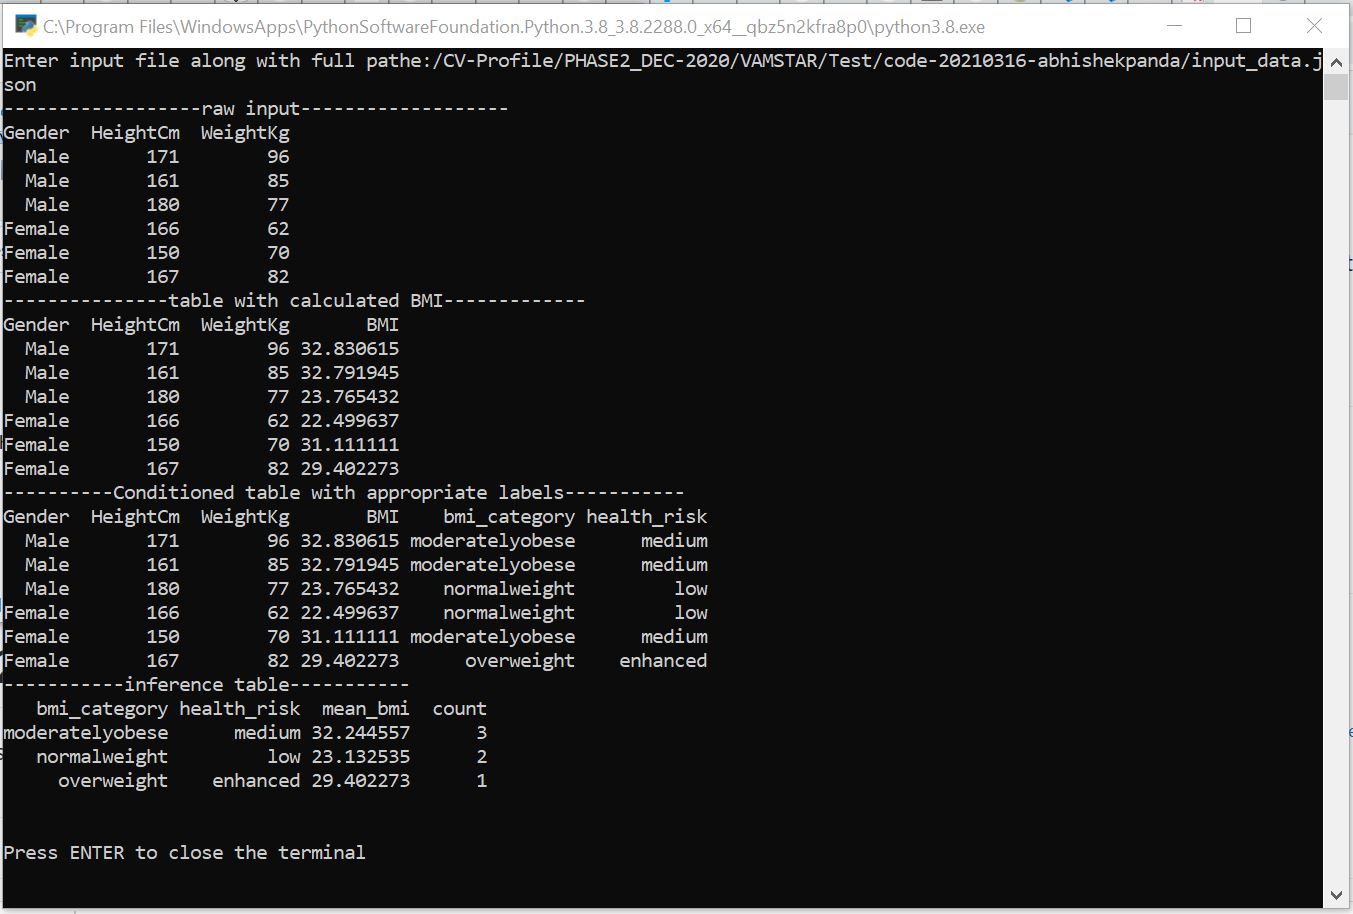 C:\Program Files\WindowsApps\PythonSoftwareFoundation.Python.3.8_3.8.2288.0_x64__qbz5n2kfra8p0\python3.8.exe
Enter input file along with full pathe:/CV-Profile/PHASE2_DEC-2020/VAMSTAR/Test/code-20210316-abhishekpanda/input_data.j
son
------------------raw input-------------------
Gender  HeightCm  WeightKg
  Male       171        96
  Male       161        85
  Male       180        77
Female       166        62
Female       150        70
Female       167        82
---------------table with calculated BMI-------------
Gender  HeightCm  WeightKg       BMI
  Male       171        96 32.830615
  Male       161        85 32.791945
  Male       180        77 23.765432
Female       166        62 22.499637
Female       150        70 31.111111
Female       167        82 29.402273
----------Conditioned table with appropriate labels-----------
Gender  HeightCm  WeightKg       BMI    bmi_category health_risk
  Male       171        96 32.830615 moderatelyobese      medium
  Male       161        85 32.791945 moderatelyobese      medium
  Male       180        77 23.765432    normalweight         low
Female       166        62 22.499637    normalweight         low
Female       150        70 31.111111 moderatelyobese      medium
Female       167        82 29.402273      overweight    enhanced
-----------inference table-----------
   bmi_category health_risk  mean_bmi  count
moderatelyobese      medium 32.244557      3
   normalweight         low 23.132535      2
     overweight    enhanced 29.402273      1
Press ENTER to close the terminal